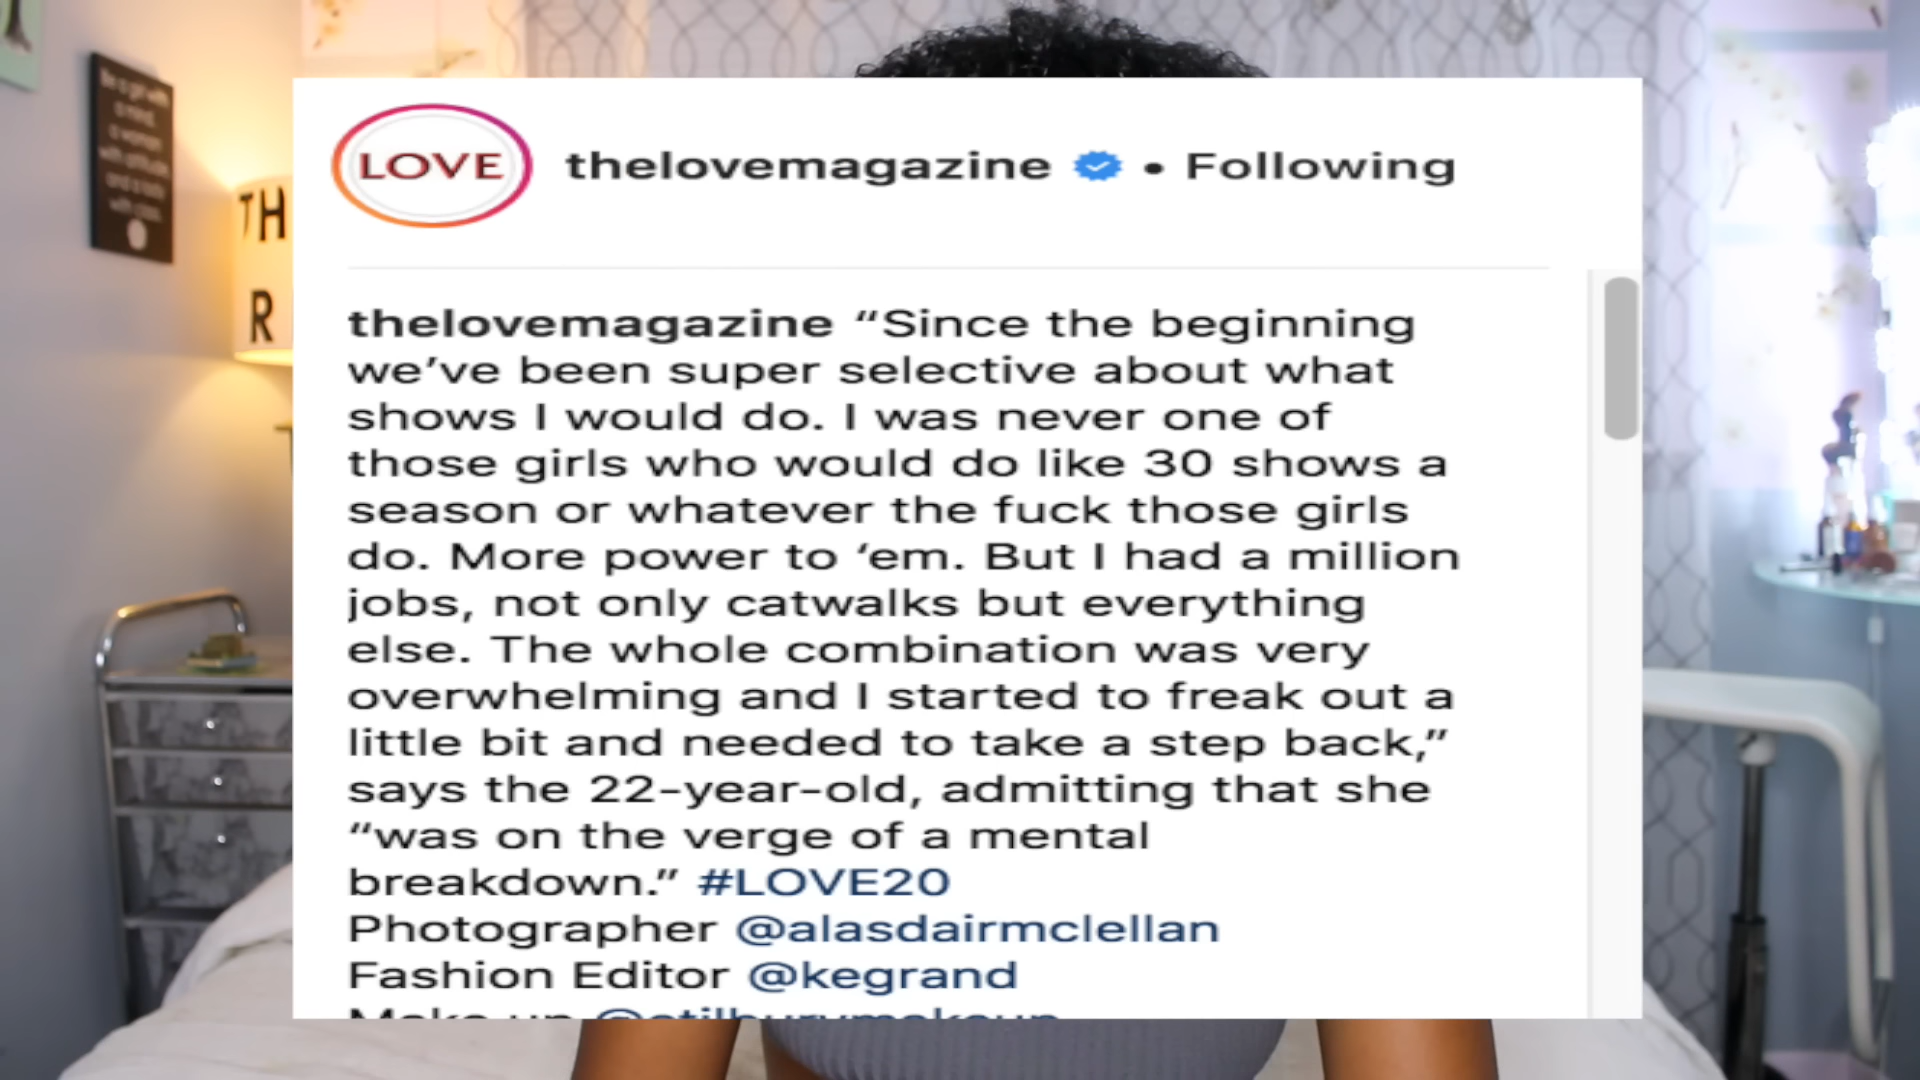 TH
R
LOVE
thelovemagazine • Following
thelovemagazine “Since the beginning
we’ve been super selective about what
shows I would do. I was never one of
those girls who would do like 30 shows a
season or whatever the fuck those girls
do. More power to ‘em. But I had a million
jobs, not only catwalks but everything
else. The whole combination was very
overwhelming and I started to freak out a
little bit and needed to take a step back,”
says the 22-year-old, admitting that she
“was on the verge of a mental
breakdown.” #LOVE20
Photographer @alasdairmclellan
Fashion Editor @kegrand
Make up @stilburymakeup